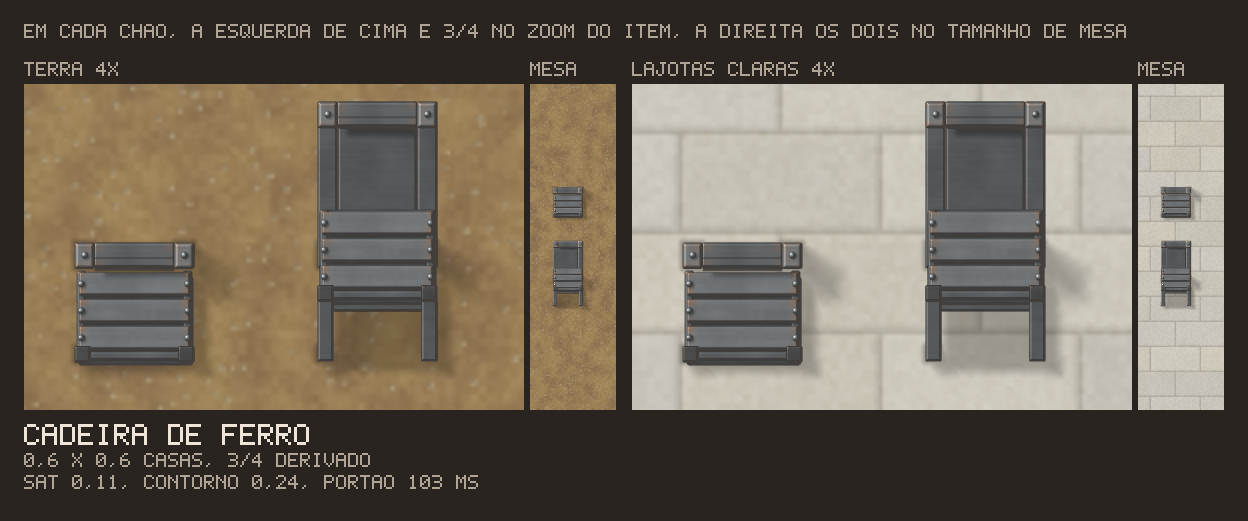 EM CADA CHAO, A ESQUERDA DE CIMA E 3/4 NO ZOOM DO ITEM, A DIREITA OS DOIS NO TAMANHO DE MESA
TERRA 4X MESA LAJOTAS CLARAS 4X MESA
CADEIRA DE FERRO
0,6 X 0,6 CASAS, 3/4 DERIVADO
SAT 0,11, CONTORNO 0,24, PORTAO 103 MS